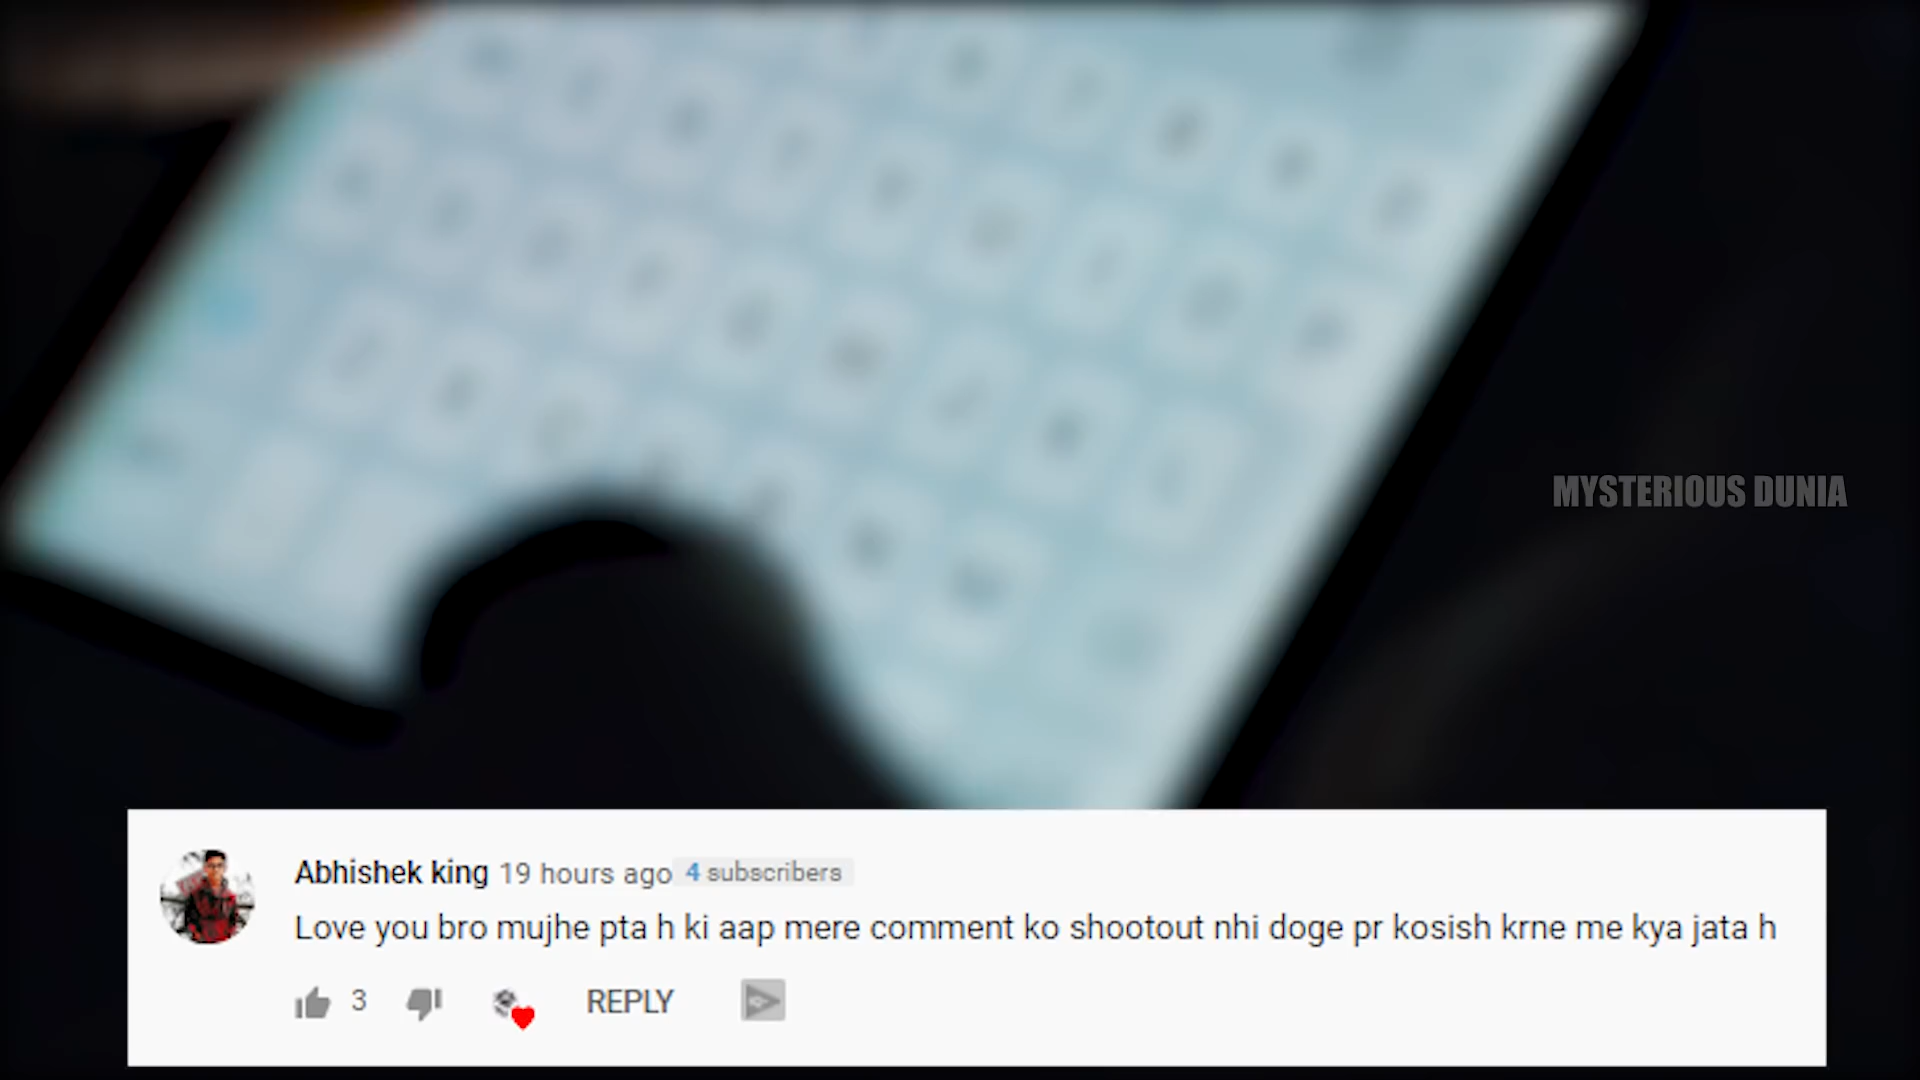 MYSTERIOUS DUNIA
Abhishek king 19 hours ago 4 subscribers
Love you bro mujhe pta h ki aap mere comment ko shootout nhi doge pr kosish krne me kya jata h
3 REPLY